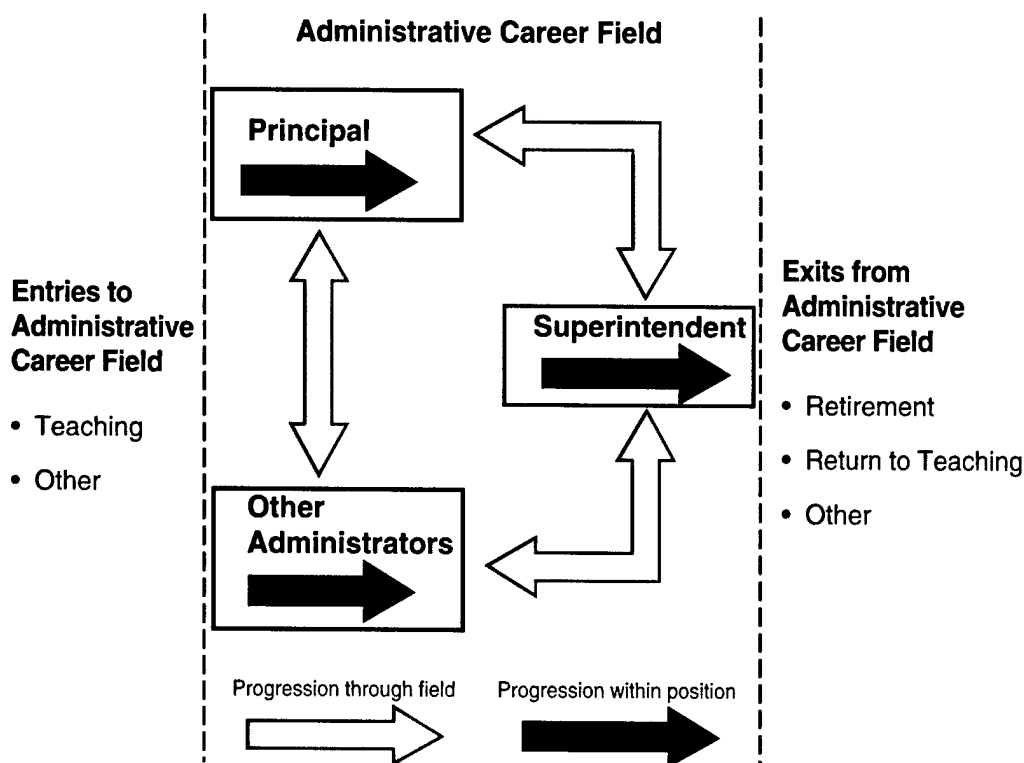 Administrative Career Field
Principal
Entries to
Administrative
Career Field
• Teaching
• Other
Superintendent
Other
Administrators
Exits from
Administrative
Career Field
• Retirement
• Return to Teaching
• Other
Progression through field
Progression within position